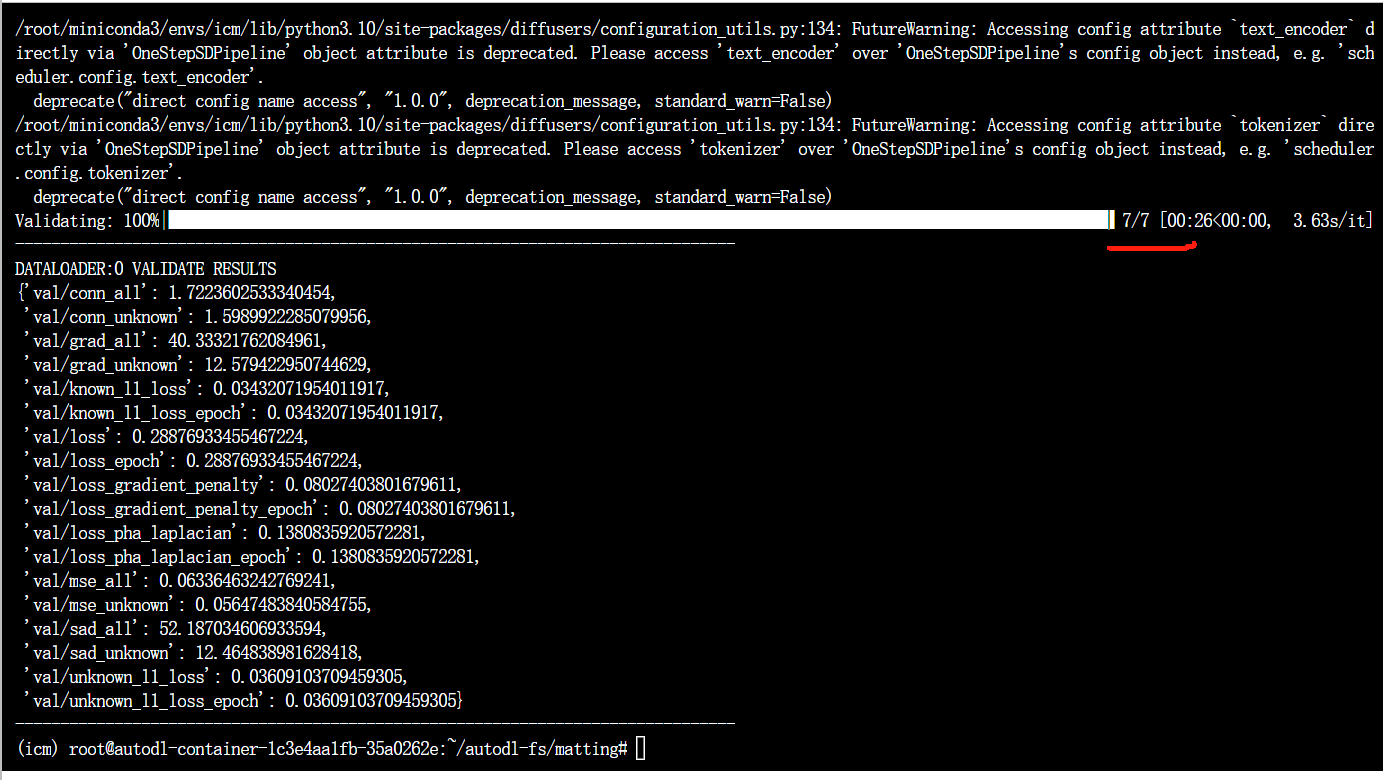 /root/miniconda3/envs/icm/lib/python3.10/site-packages/diffusers/configuration_utils.py:134: FutureWarning: Accessing config attribute `text_encoder` d
irectly via 'OneStepSDPipeline' object attribute is deprecated. Please access 'text_encoder' over 'OneStepSDPipeline's config object instead, e.g. 'sch
eduler.config.text_encoder'.
  deprecate("direct config name access", "1.0.0", deprecation_message, standard_warn=False)
/root/miniconda3/envs/icm/lib/python3.10/site-packages/diffusers/configuration_utils.py:134: FutureWarning: Accessing config attribute `tokenizer` dire
ctly via 'OneStepSDPipeline' object attribute is deprecated. Please access 'tokenizer' over 'OneStepSDPipeline's config object instead, e.g. 'scheduler
.config.tokenizer'.
  deprecate("direct config name access", "1.0.0", deprecation_message, standard_warn=False)
Validating: 100%| | 7/7 [00:26<00:00,  3.63s/it]
--------------------------------------------------------------------------------
DATALOADER:0 VALIDATE RESULTS
{'val/conn_all': 1.7223602533340454,
 'val/conn_unknown': 1.5989922285079956,
 'val/grad_all': 40.33321762084961,
 'val/grad_unknown': 12.579422950744629,
 'val/known_l1_loss': 0.03432071954011917,
 'val/known_l1_loss_epoch': 0.03432071954011917,
 'val/loss': 0.28876933455467224,
 'val/loss_epoch': 0.28876933455467224,
 'val/loss_gradient_penalty': 0.08027403801679611,
 'val/loss_gradient_penalty_epoch': 0.08027403801679611,
 'val/loss_pha_laplacian': 0.1380835920572281,
 'val/loss_pha_laplacian_epoch': 0.1380835920572281,
 'val/mse_all': 0.06336463242769241,
 'val/mse_unknown': 0.05647483840584755,
 'val/sad_all': 52.187034606933594,
 'val/sad_unknown': 12.464838981628418,
 'val/unknown_l1_loss': 0.03609103709459305,
 'val/unknown_l1_loss_epoch': 0.03609103709459305}
--------------------------------------------------------------------------------
(icm) root@autodl-container-1c3e4aa1fb-35a0262e:~/autodl-fs/matting#